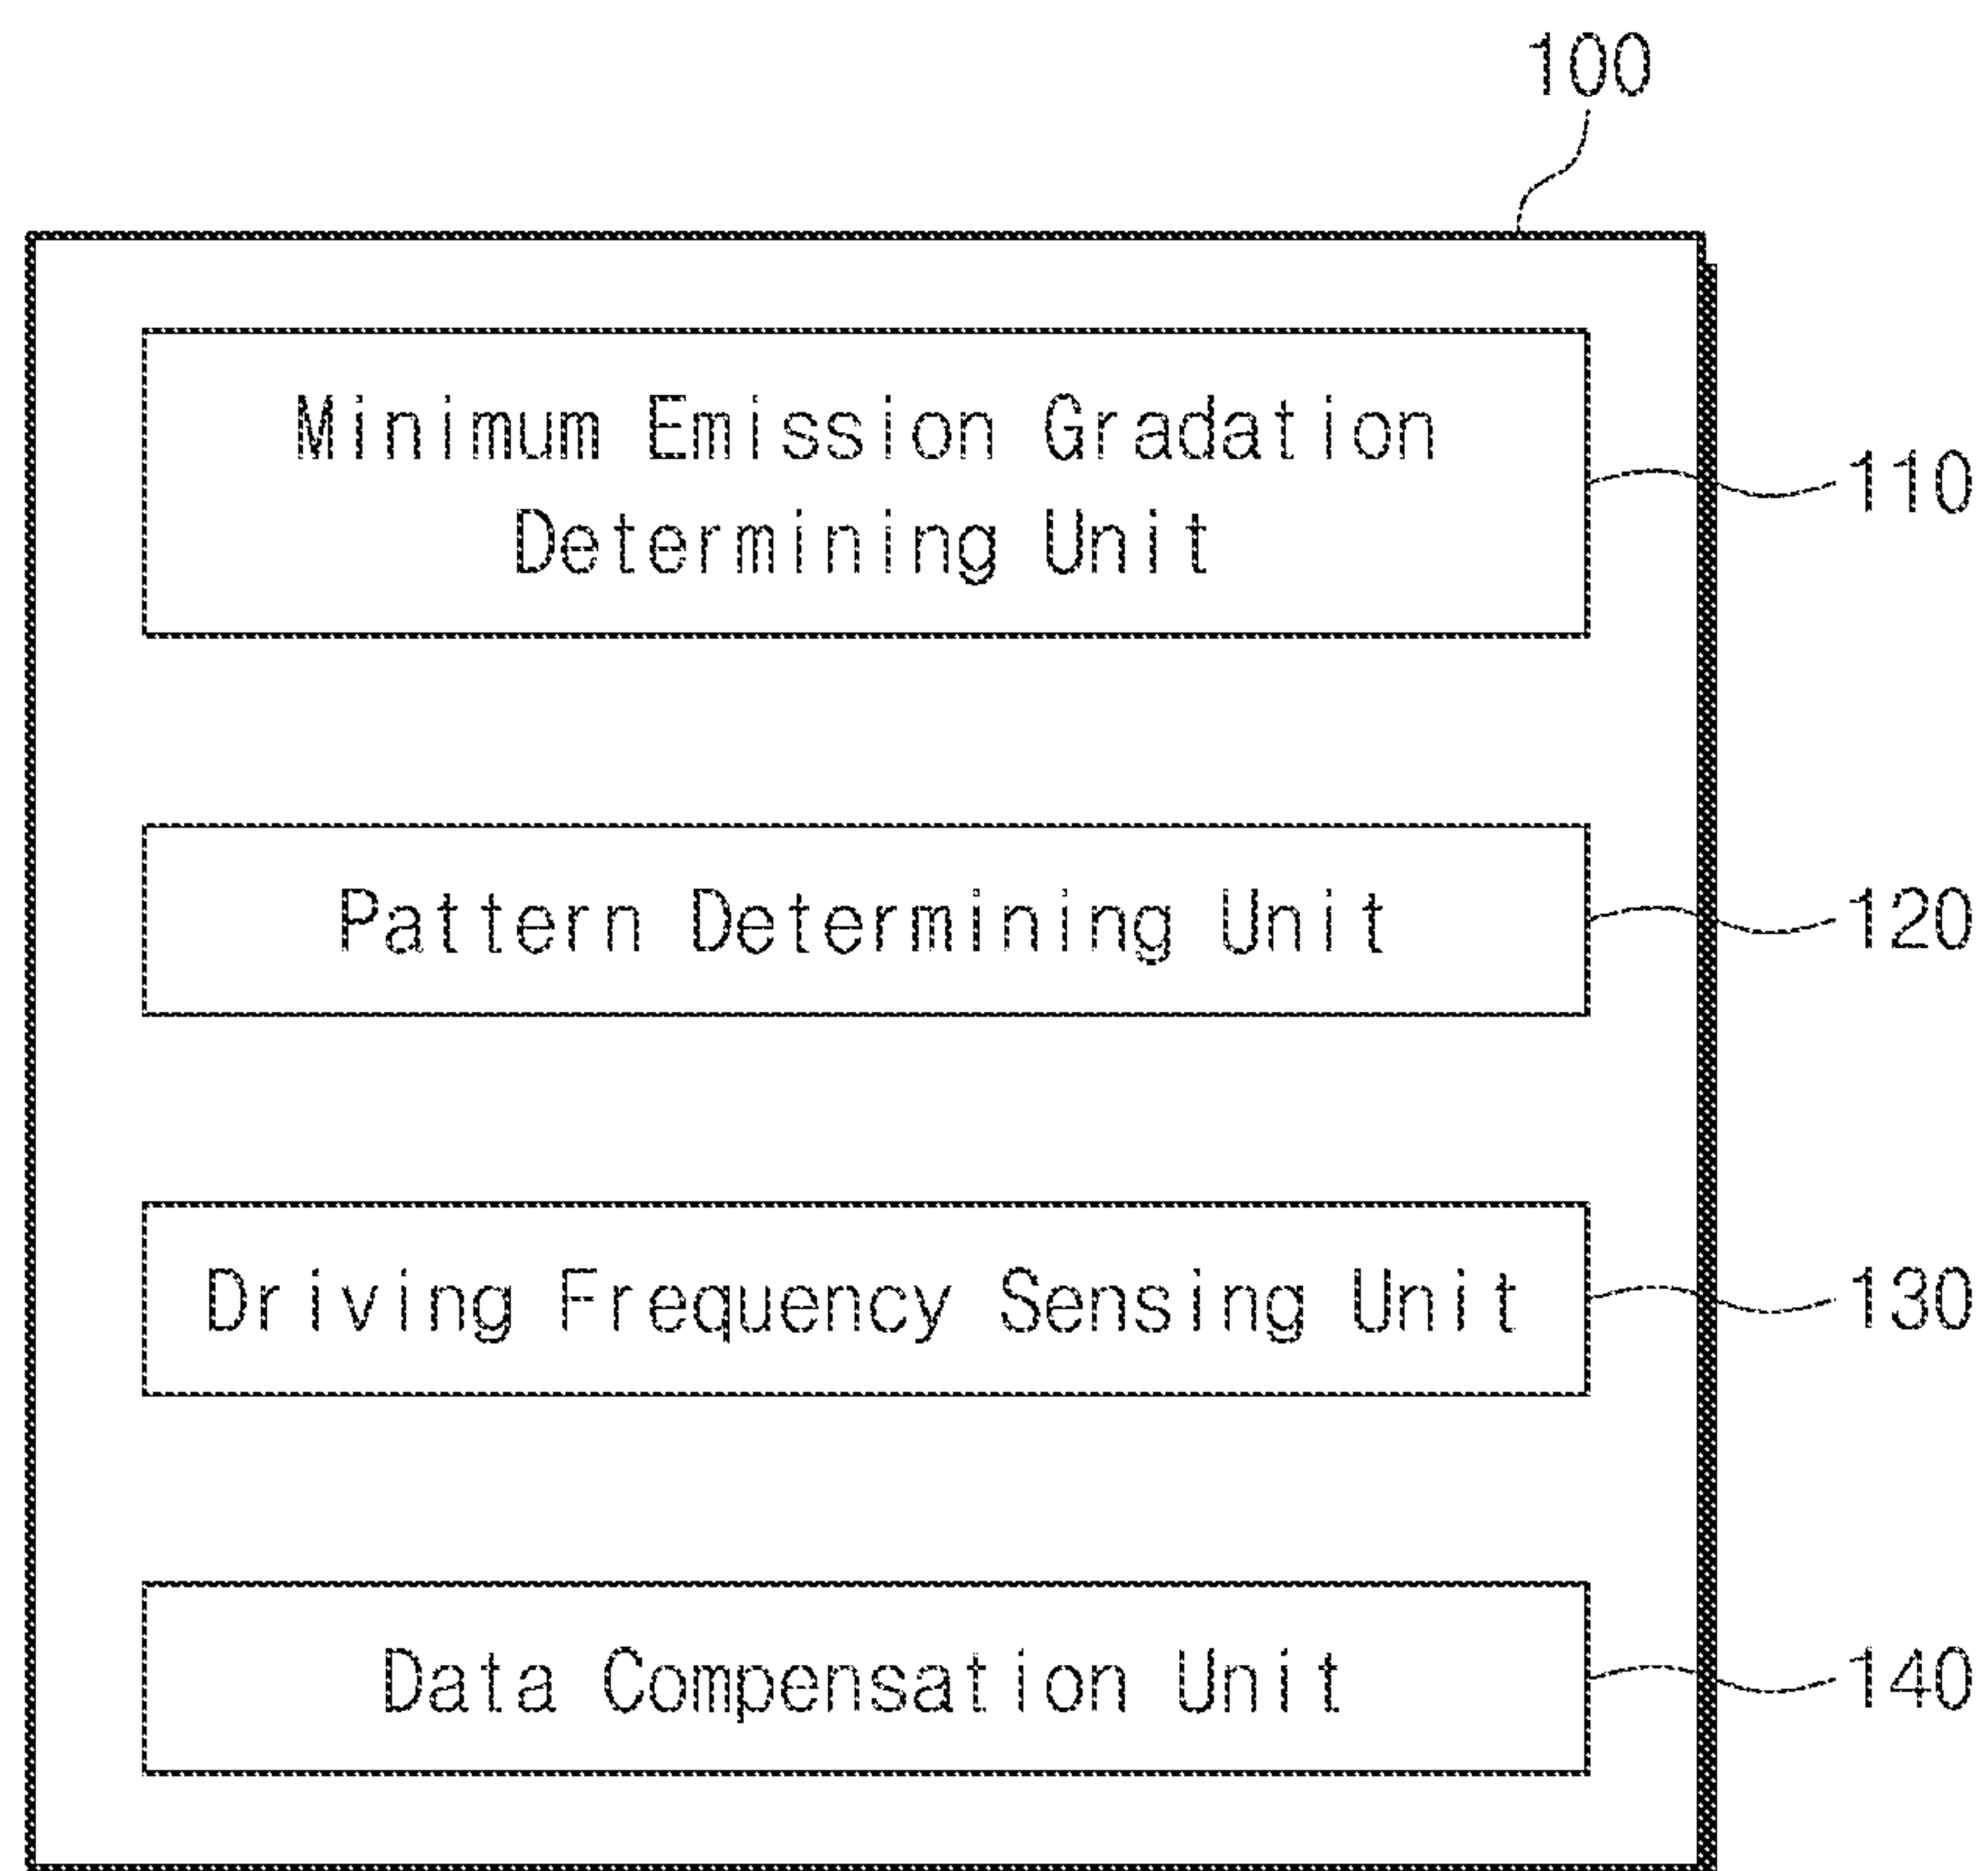 100
Minimum Emission Gradation
Determining Unit
110
Pattern Determining Unit
120
Driving Frequency Sensing Unit
130
Data Compensation Unit
140